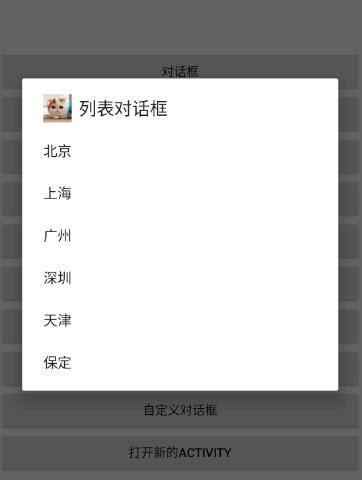 对话框
列表对话框
北京
上海
广州
深圳
天津
保定
自定义对话框
打开新的ACTIVITY